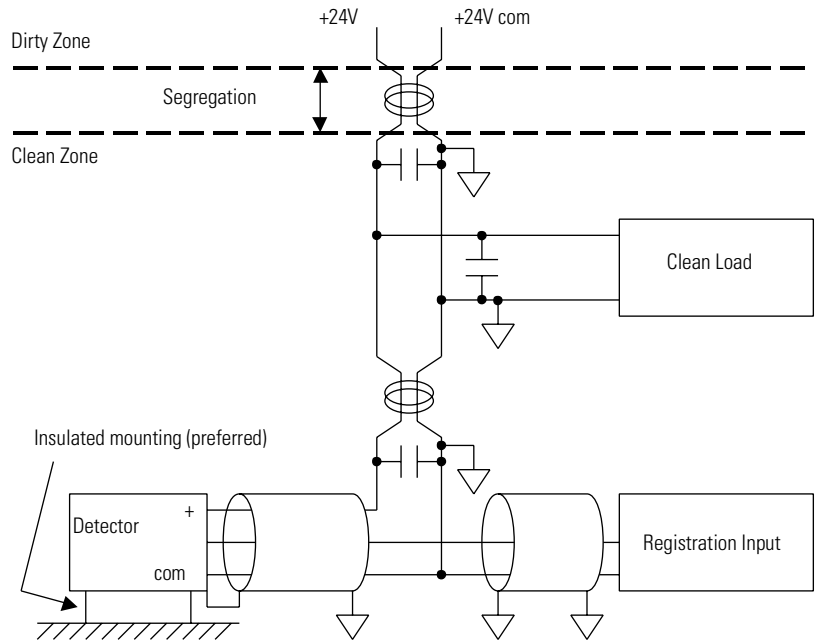 +24V
+24V com
Dirty Zone
Segregation
Clean Zone
Clean Load
Insulated mounting (preferred)
+
Detector
com
Registration Input